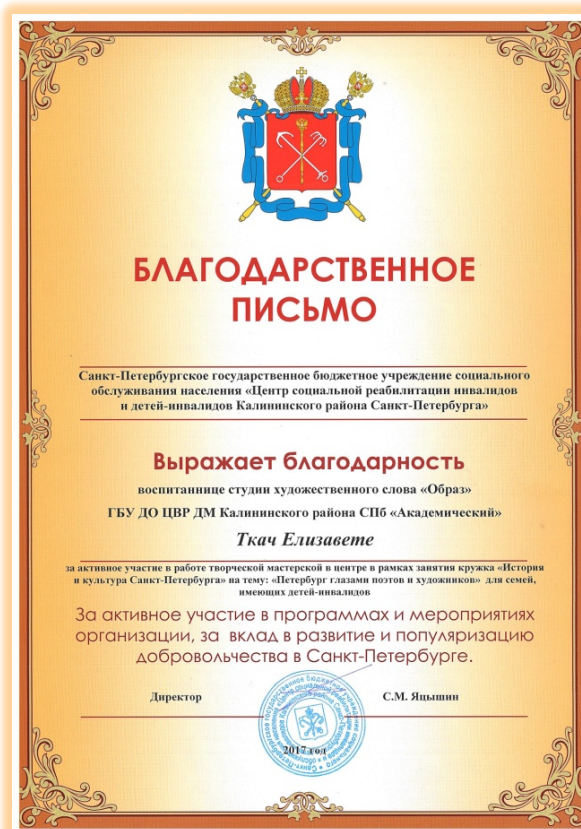 БЛАГОДАРСТВЕННОЕ
ПИСЬМО
Санкт-Петербургское государственное бюджетное учреждение социального
обслуживания населения «Центр социальной реабилитации инвалидов
и детей-инвалидов Калининского района Санкт-Петербурга»
Выражает благодарность
воспитаннице студии художественного слова «Образ»
ГБУ ДО ЦВР ДМ Калининского района СПб «Академический»
Ткач Елизавете
за активное участие в работе творческой мастерской в центре в рамках занятия кружка «История
и культура Санкт-Петербурга» на тему: «Петербург глазами поэтов и художников» для семей,
имеющих детей-инвалидов
За активное участие в программах и мероприятиях
организации, за вклад в развитие и популяризацию
добровольчества в Санкт-Петербурге.
Директор С.М. Яцышин
2017 год